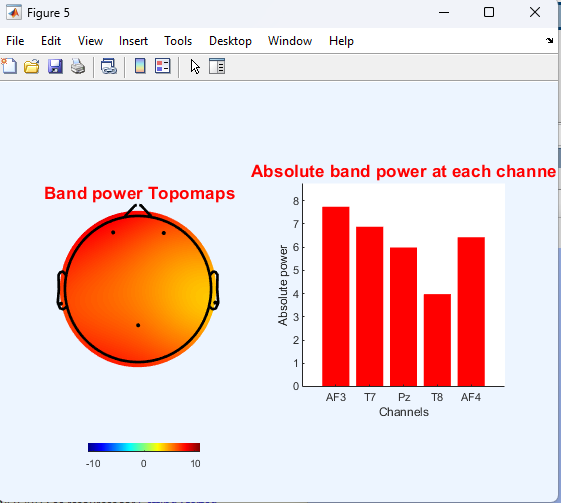 Figure 5
File Edit View Insert Tools Desktop Window Help
Band power Topomaps
-10 0 10
Absolute band power at each channe
8
7
6
5
4
3
2
1
0
Absolute power
AF3 T7 Pz T8 AF4
Channels